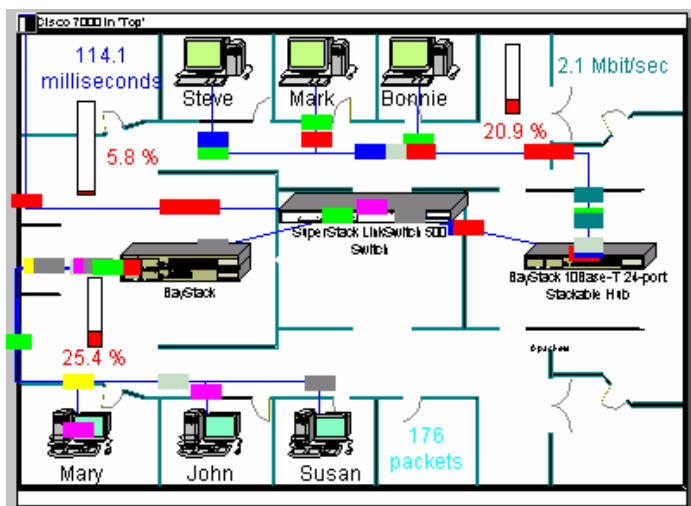 Cisco 7000 in 'Top'
114.1
milliseconds
2.1 Mbit/sec
Steve
Mark
Bonnie
20.9 %
5.8 %
SuperStack LinkSwitch 500
Switch
BayStack
BayStack 10Base-T 24-port
Stackable Hub
25.4 %
176
packets
Mary
John
Susan